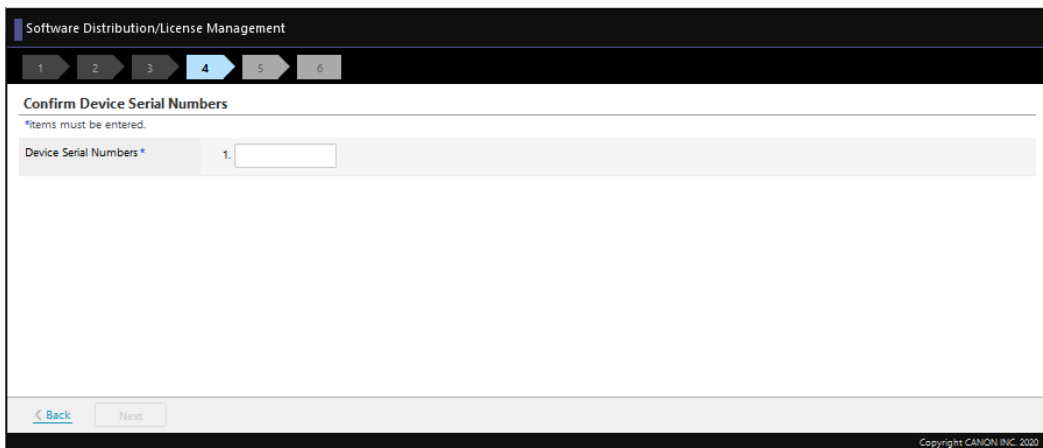 Software Distribution/License Management
1 2 3 4 5 6
Confirm Device Serial Numbers
*items must be entered.
Device Serial Numbers * 1.
< Back Next
Copyright CANON INC. 2020